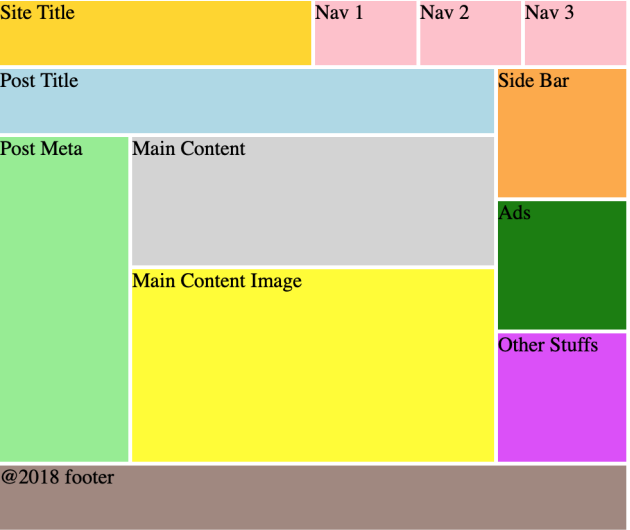 Site Title
Nav 1
Nav 2
Nav 3
Post Title
Side Bar
Post Meta
Main Content
Ads
Main Content Image
Other Stuffs
@2018 footer